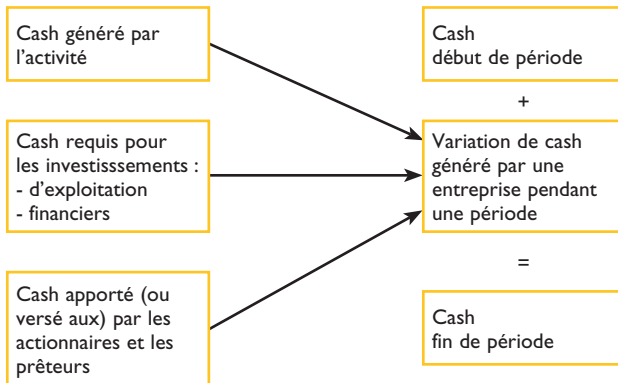 Cash généré par
l'activité
Cash requis pour
les investisssements :
- d'exploitation
- financiers
Cash apporté (ou
versé aux) par les
actionnaires et les
prêteurs
Cash
début de période
+
Variation de cash
généré par une
entreprise pendant
une période
=
Cash
fin de période